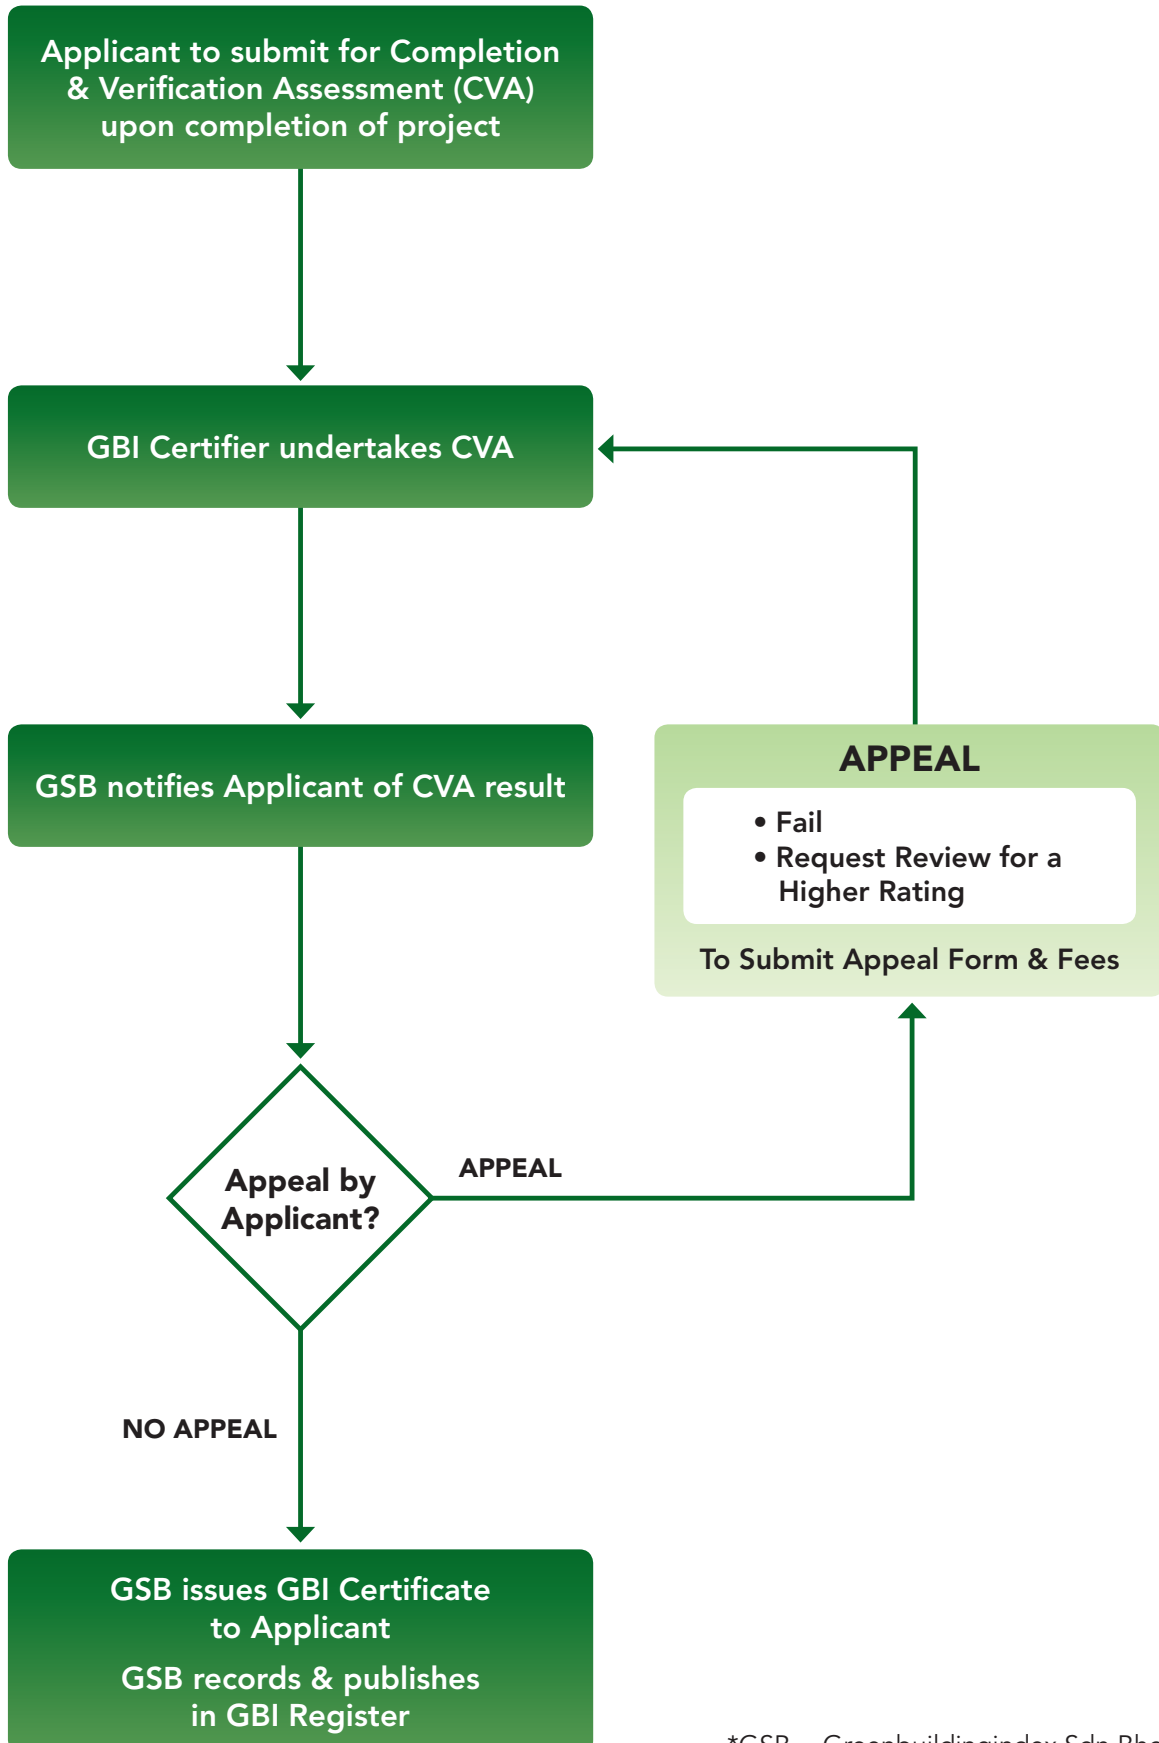 Applicant to submit for Completion
& Verification Assessment (CVA)
upon completion of project
GBI Certifier undertakes CVA
GSB notifies Applicant of CVA result
APPEAL
• Fail
• Request Review for a
Higher Rating
To Submit Appeal Form & Fees
Appeal by
Applicant?
APPEAL
NO APPEAL
GSB issues GBI Certificate
to Applicant
GSB records & publishes
in GBI Register
Greenbuildingindex Sdn